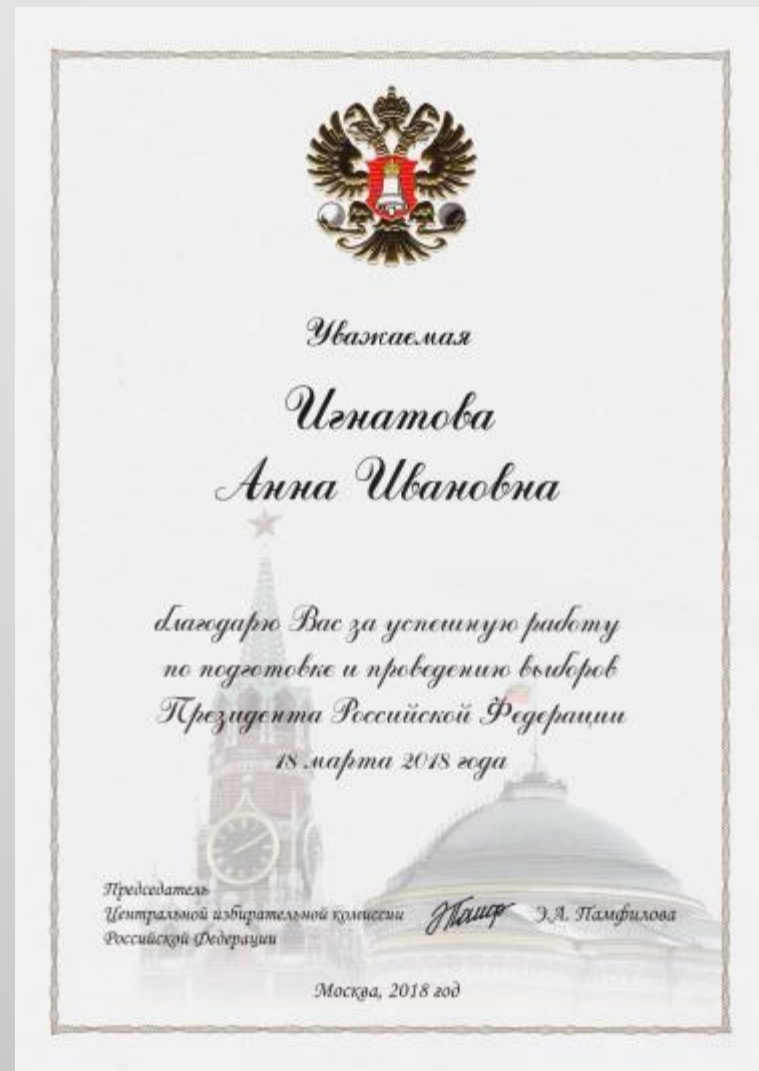 Уважаемая
Игнатова
Анна Ивановна
благодарю Вас за успешную работу
по подготовке и проведению выборов
Президента Российской Федерации
18 марта 2018 года
Председатель
Центральной избирательной комиссии
Российской Федерации
Э.А. Памфилова
Москва, 2018 год